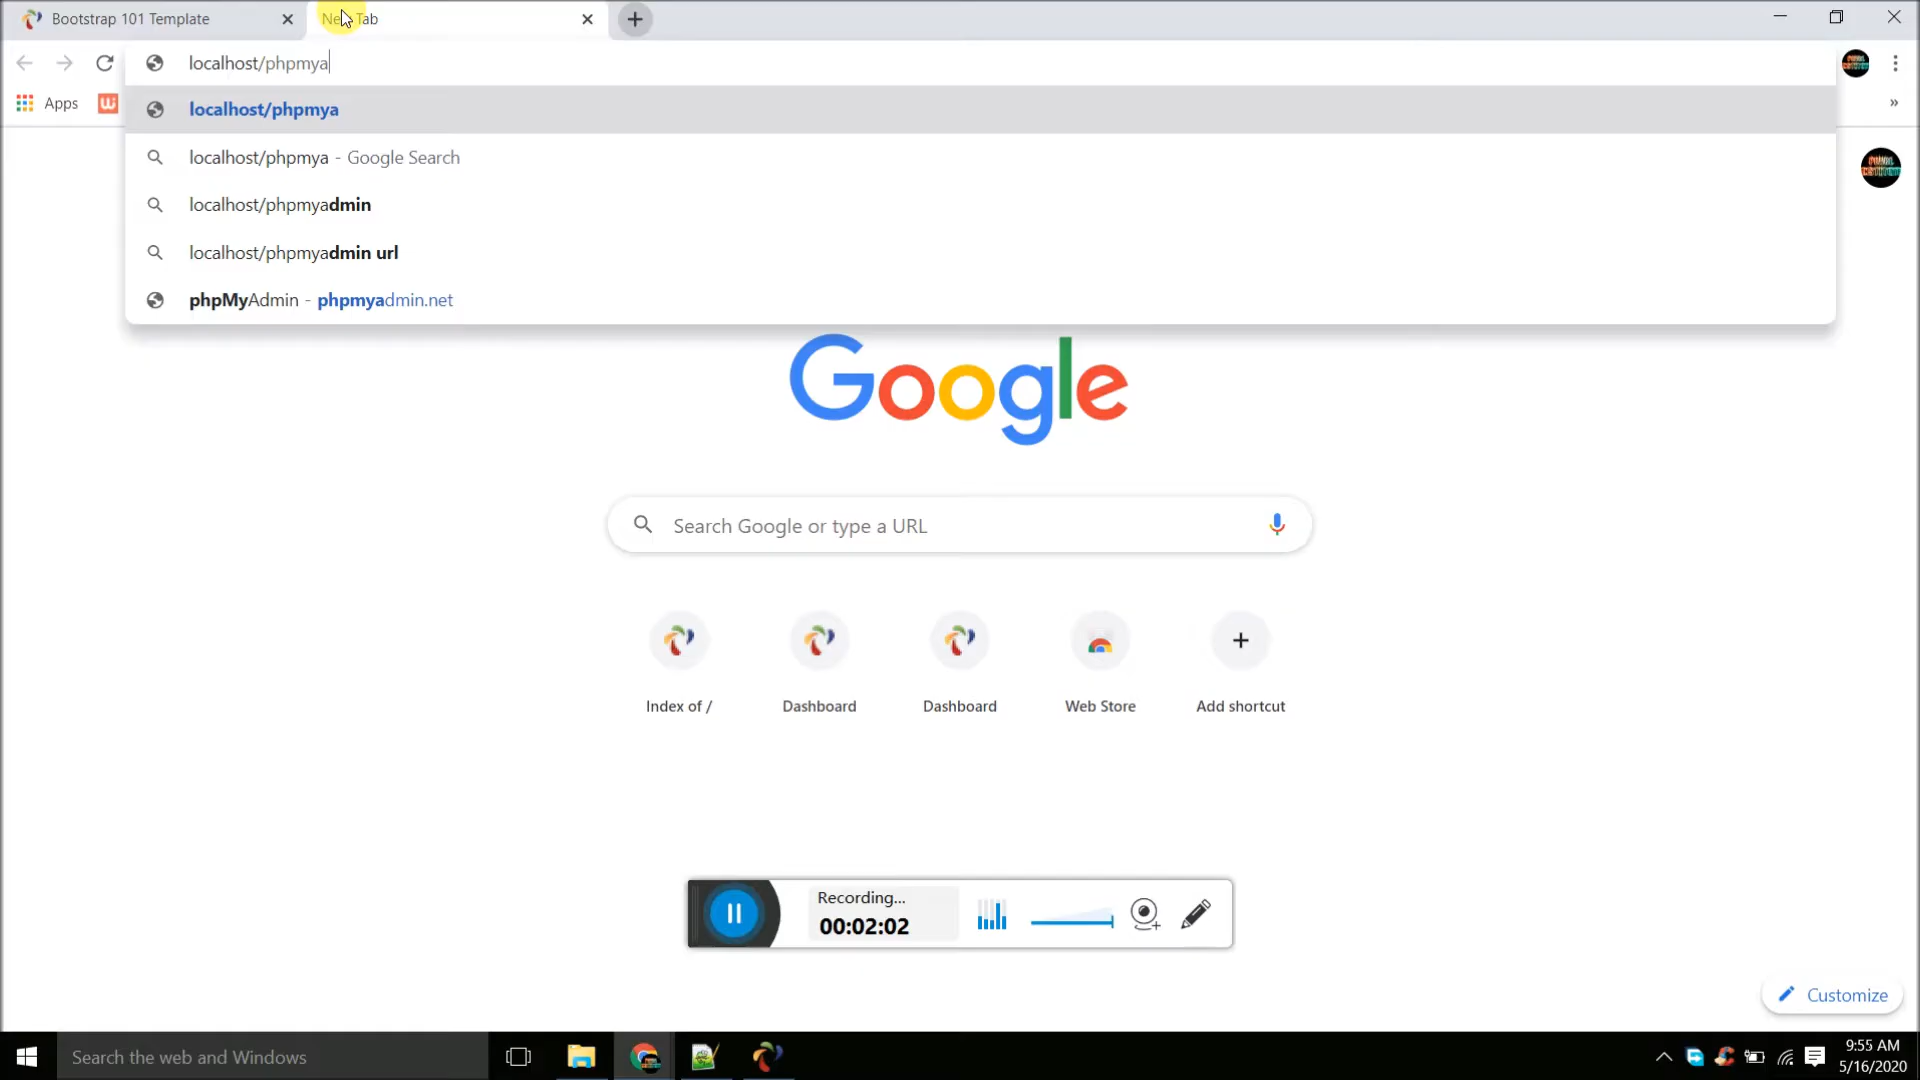 Bootstrap 101 Template
New Tab
localhost/phpmya
Apps
localhost/phpmya
localhost/phpmya - Google Search
localhost/phpmyadmin
localhost/phpmyadmin url
phpMyAdmin - phpmyadmin.net
Google
Search Google or type a URL
Index of /
Dashboard
Dashboard
Web Store
Add shortcut
Recording...
00:02:02
Customize
Search the web and Windows
9:55 AM
5/16/2020